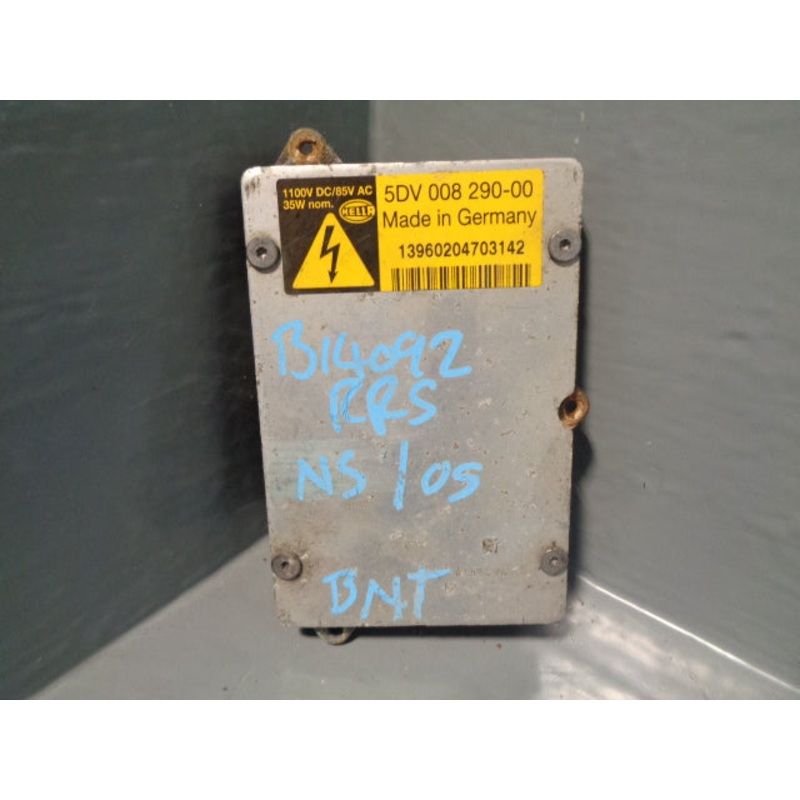 1100V DC/85V AC
35W nom.
HELLA
5DV 008 290-00
Made in Germany
13960204703142
B14092
RRS
NS/05
BNT